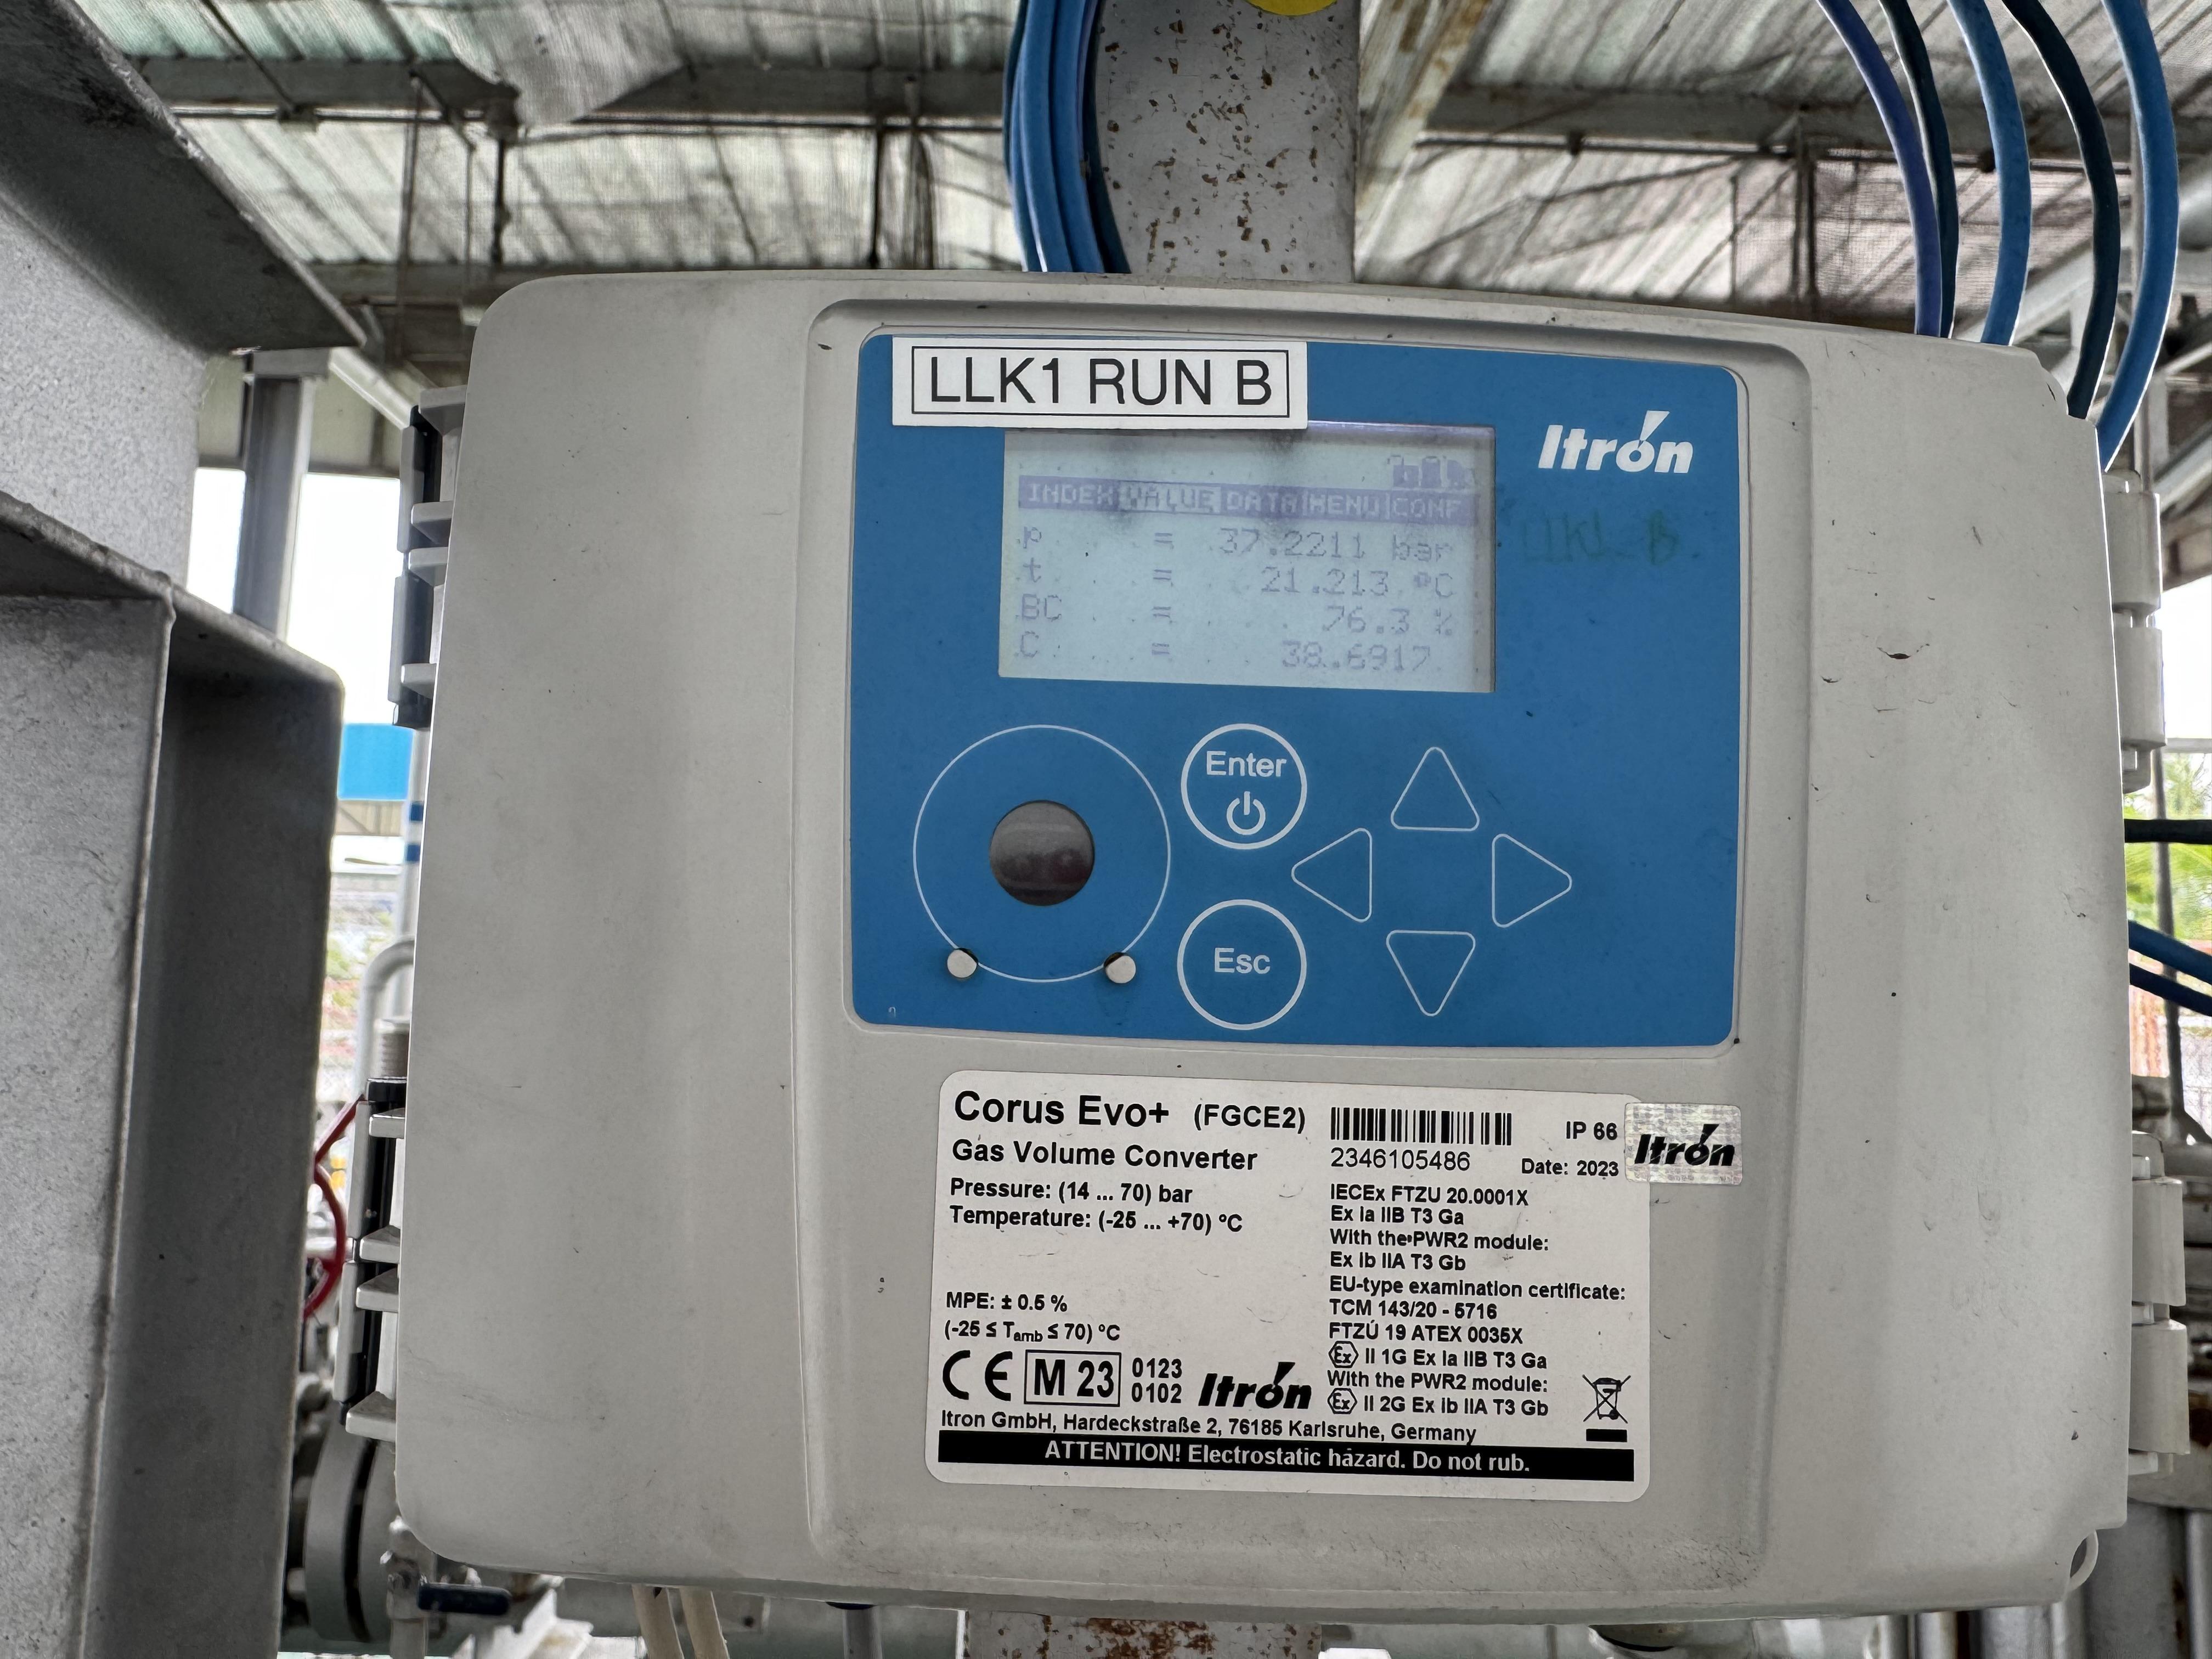 LLK1 RUN B
Itrón
INDEX VALUE DATA MENU CONF
p = 37.2211 bar
t = 21.213 °C
BC = 76.3 %
C = 38.6917
LLK1-B
Enter
Esc
Corus Evo+ (FGCE2)
Gas Volume Converter
Pressure: (14 ... 70) bar
Temperature: (-25 ... +70) °C
MPE: ± 0.5 %
(-25 ≤ Tamb ≤ 70) °C
CE M 23 0123
0102
Itrón
2346105486
IP 66
Date: 2023
Itrón
IECEx FTZU 20.0001X
Ex ia IIB T3 Ga
With the PWR2 module:
Ex ib IIA T3 Gb
EU-type examination certificate:
TCM 143/20 - 5716
FTZÚ 19 ATEX 0035X
Ex II 1G Ex ia IIB T3 Ga
With the PWR2 module:
Ex II 2G Ex ib IIA T3 Gb
Itron GmbH, Hardeckstraße 2, 76185 Karlsruhe, Germany
ATTENTION! Electrostatic hazard. Do not rub.